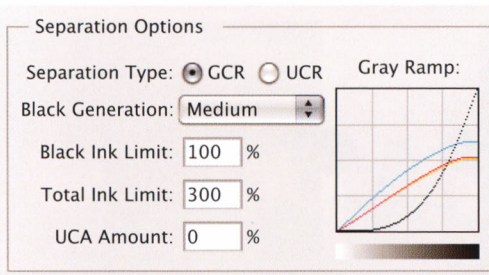 Separation Options
Separation Type: GCR UCR
Gray Ramp:
Black Generation: Medium
Black Ink Limit: 100 %
Total Ink Limit: 300 %
UCA Amount: 0 %